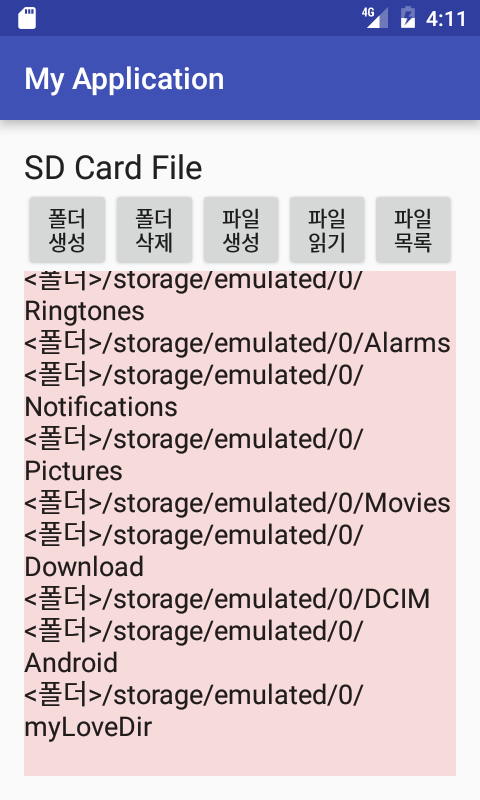 4G 4:11
My Application
SD Card File
폴더 폴더 파일 파일 파일
생성 삭제 생성 읽기 목록
<폴더>/storage/emulated/0/
Ringtones
<폴더>/storage/emulated/0/Alarms
<폴더>/storage/emulated/0/
Notifications
<폴더>/storage/emulated/0/
Pictures
<폴더>/storage/emulated/0/Movies
<폴더>/storage/emulated/0/
Download
<폴더>/storage/emulated/0/DCIM
<폴더>/storage/emulated/0/
Android
<폴더>/storage/emulated/0/
myLoveDir